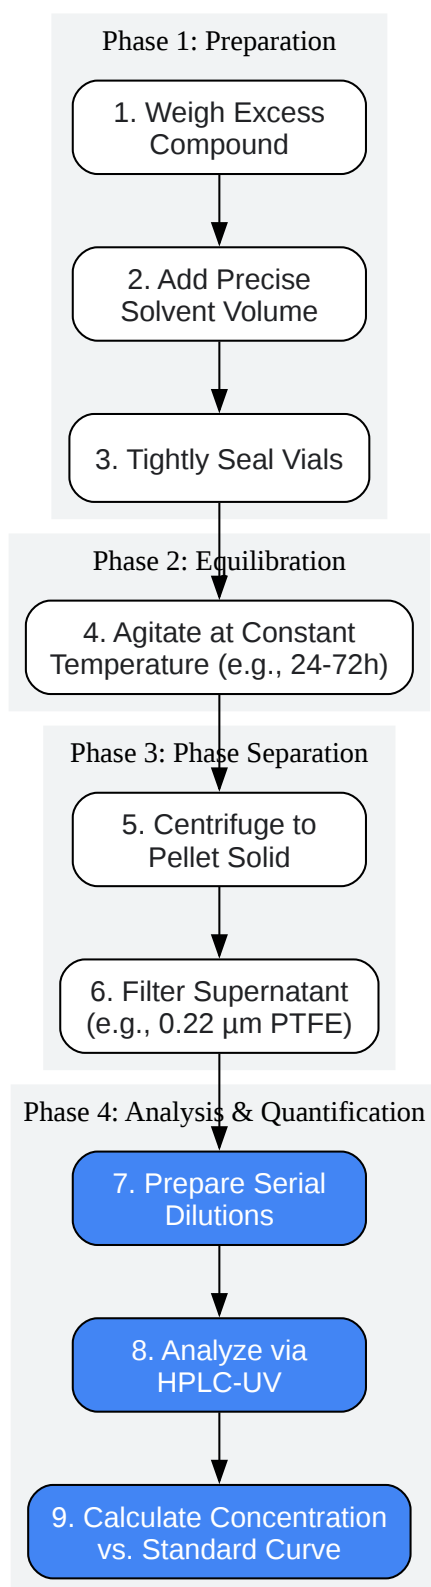 Phase 1: Preparation
1. Weigh Excess
Compound
2. Add Precise
Solvent Volume
3. Tightly Seal Vials
Phase 2: Equilibration
4. Agitate at Constant
Temperature (e.g., 24-72h)
Phase 3: Phase Separation
5. Centrifuge to
Pellet Solid
6. Filter Supernatant
(e.g., 0.22 µm PTFE)
Phase 4: Analysis & Quantification
7. Prepare Serial
Dilutions
8. Analyze via
HPLC-UV
9. Calculate Concentration
vs. Standard Curve